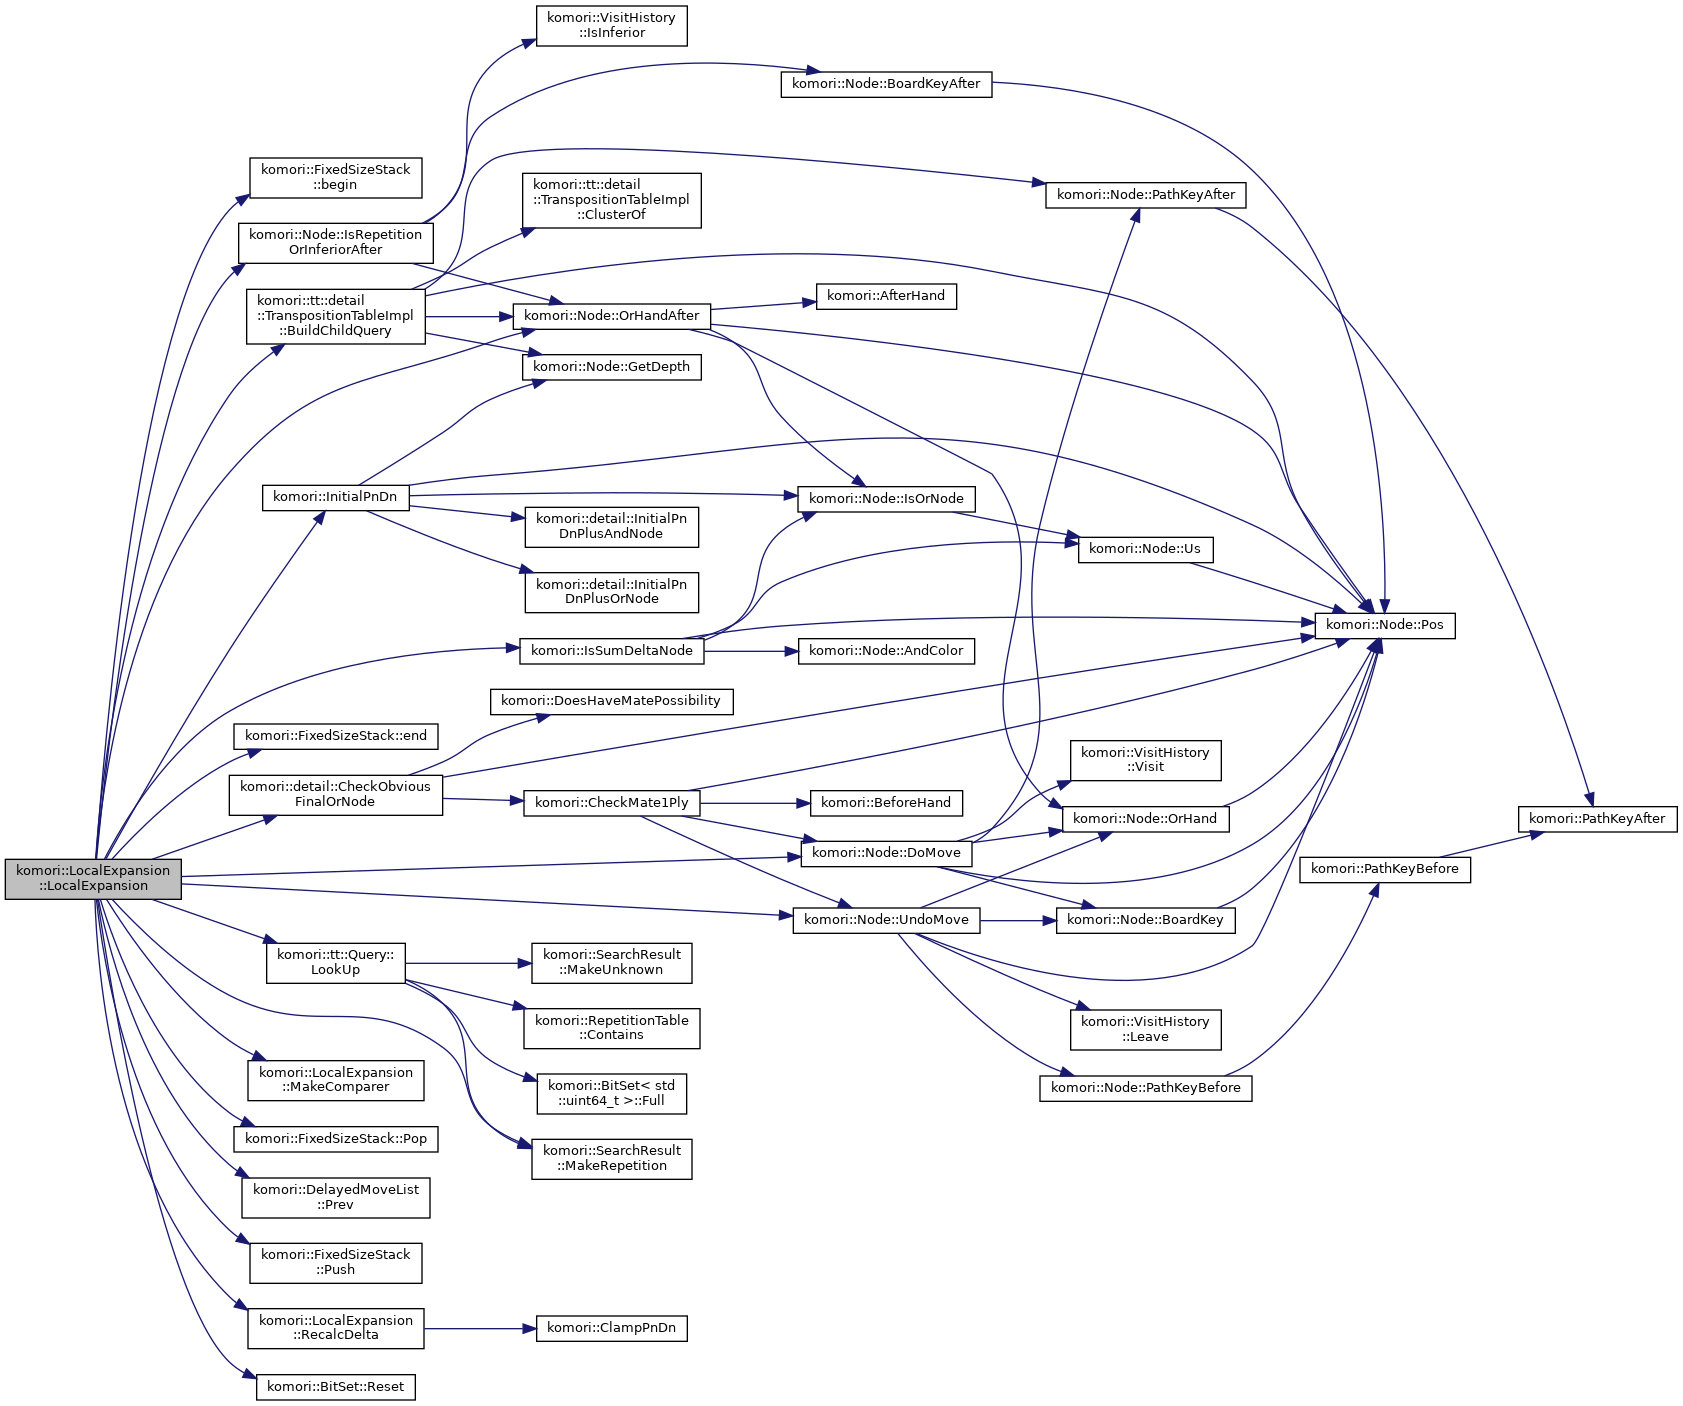 komori::VisitHistory
::IsInferior
komori::Node::BoardKeyAfter
komori::FixedSizeStack
::begin
komori::tt::detail
::TranspositionTableImpl
::ClusterOf
komori::Node::PathKeyAfter
komori::Node::IsRepetition
OrInferiorAfter
komori::tt::detail
::TranspositionTableImpl
::BuildChildQuery
komori::AfterHand
komori::Node::OrHandAfter
komori::Node::GetDepth
komori::InitialPnDn
komori::Node::IsOrNode
komori::detail::InitialPn
DnPlusAndNode
komori::Node::Us
komori::detail::InitialPn
DnPlusOrNode
komori::Node::Pos
komori::IsSumDeltaNode
komori::Node::AndColor
komori::DoesHaveMatePossibility
komori::FixedSizeStack::end
komori::VisitHistory
::Visit
komori::detail::CheckObvious
FinalOrNode
komori::CheckMate1Ply
komori::BeforeHand
komori::Node::OrHand
komori::PathKeyAfter
komori::Node::DoMove
komori::PathKeyBefore
komori::LocalExpansion
::LocalExpansion
komori::Node::UndoMove
komori::Node::BoardKey
komori::tt::Query::
LookUp
komori::SearchResult
::MakeUnknown
komori::RepetitionTable
::Contains
komori::VisitHistory
::Leave
komori::LocalExpansion
::MakeComparer
komori::BitSet< std
::uint64_t >::Full
komori::Node::PathKeyBefore
komori::FixedSizeStack::Pop
komori::SearchResult
::MakeRepetition
komori::DelayedMoveList
::Prev
komori::FixedSizeStack
::Push
komori::LocalExpansion
::RecalcDelta
komori::ClampPnDn
komori::BitSet::Reset